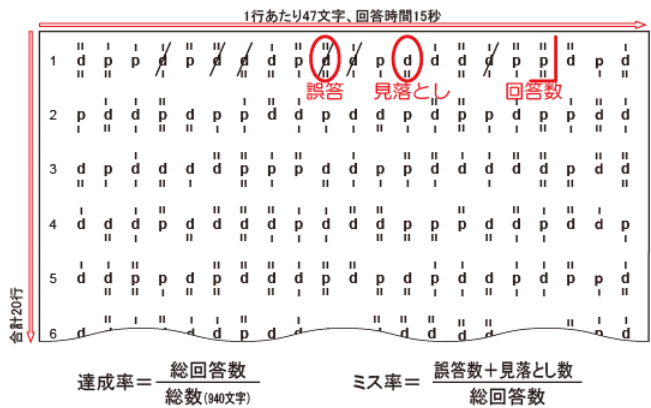 1行あたり47文字、回答時間15秒
1 d p p d p d d d p d d p d d d d p p d p d
誤答 見落とし 回答数
2 p d d p d p p d d p d d p d p p d d p d d
3 d p d d d p p p p d d p p d d d d d p d d
4 d d d p p d p p d d d d p p p d p d p d p
5 d d p p d p d d d d p d p d p d d p p p d
6
合計20行
達成率＝総回答数/総数(940文字)
ミス率＝誤答数＋見落とし数/総回答数